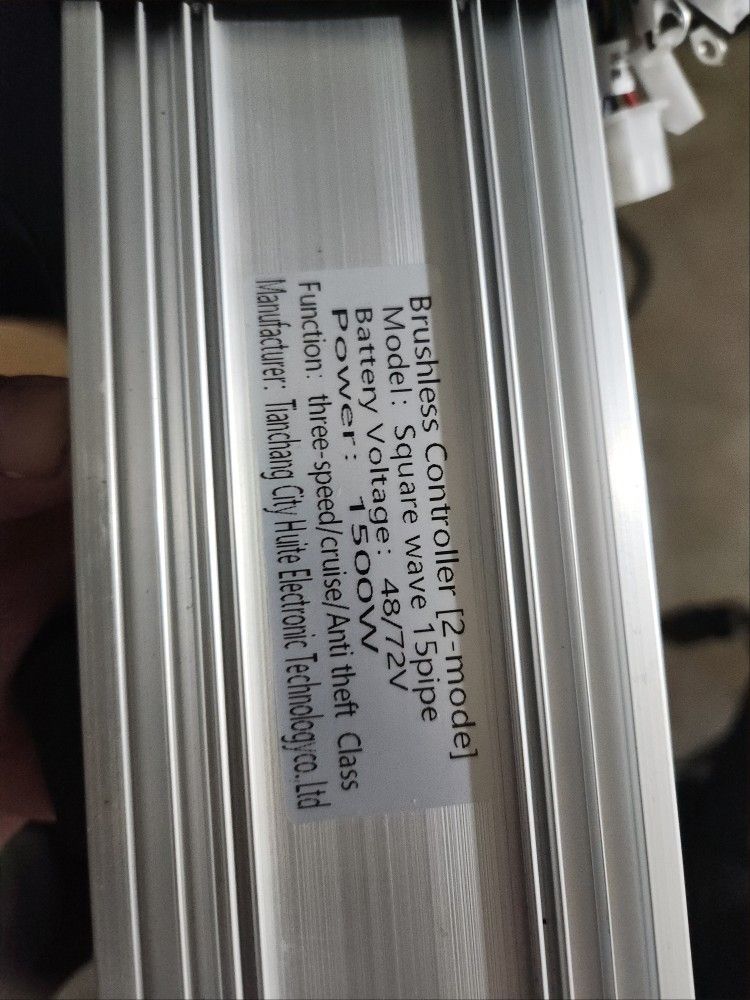 Brushless Controller [2-mode]
Model: Square wave 15pipe
Battery Voltage: 48/72V
Power: 1500W
Function: three-speed/cruise/Anti theft Class
Manufacturer: Tianchang City Huite Electronic Technologyco.,Ltd